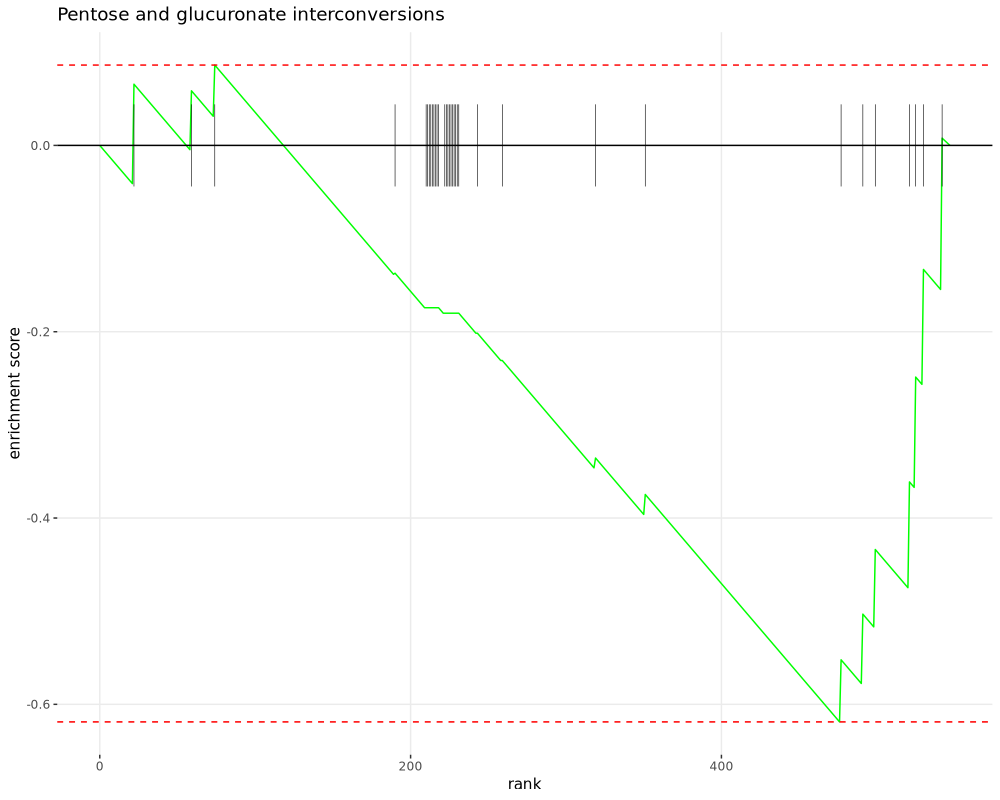 Pentose and glucuronate interconversions
enrichment score
0.0
-0.2
-0.4
-0.6
0
200
400
rank